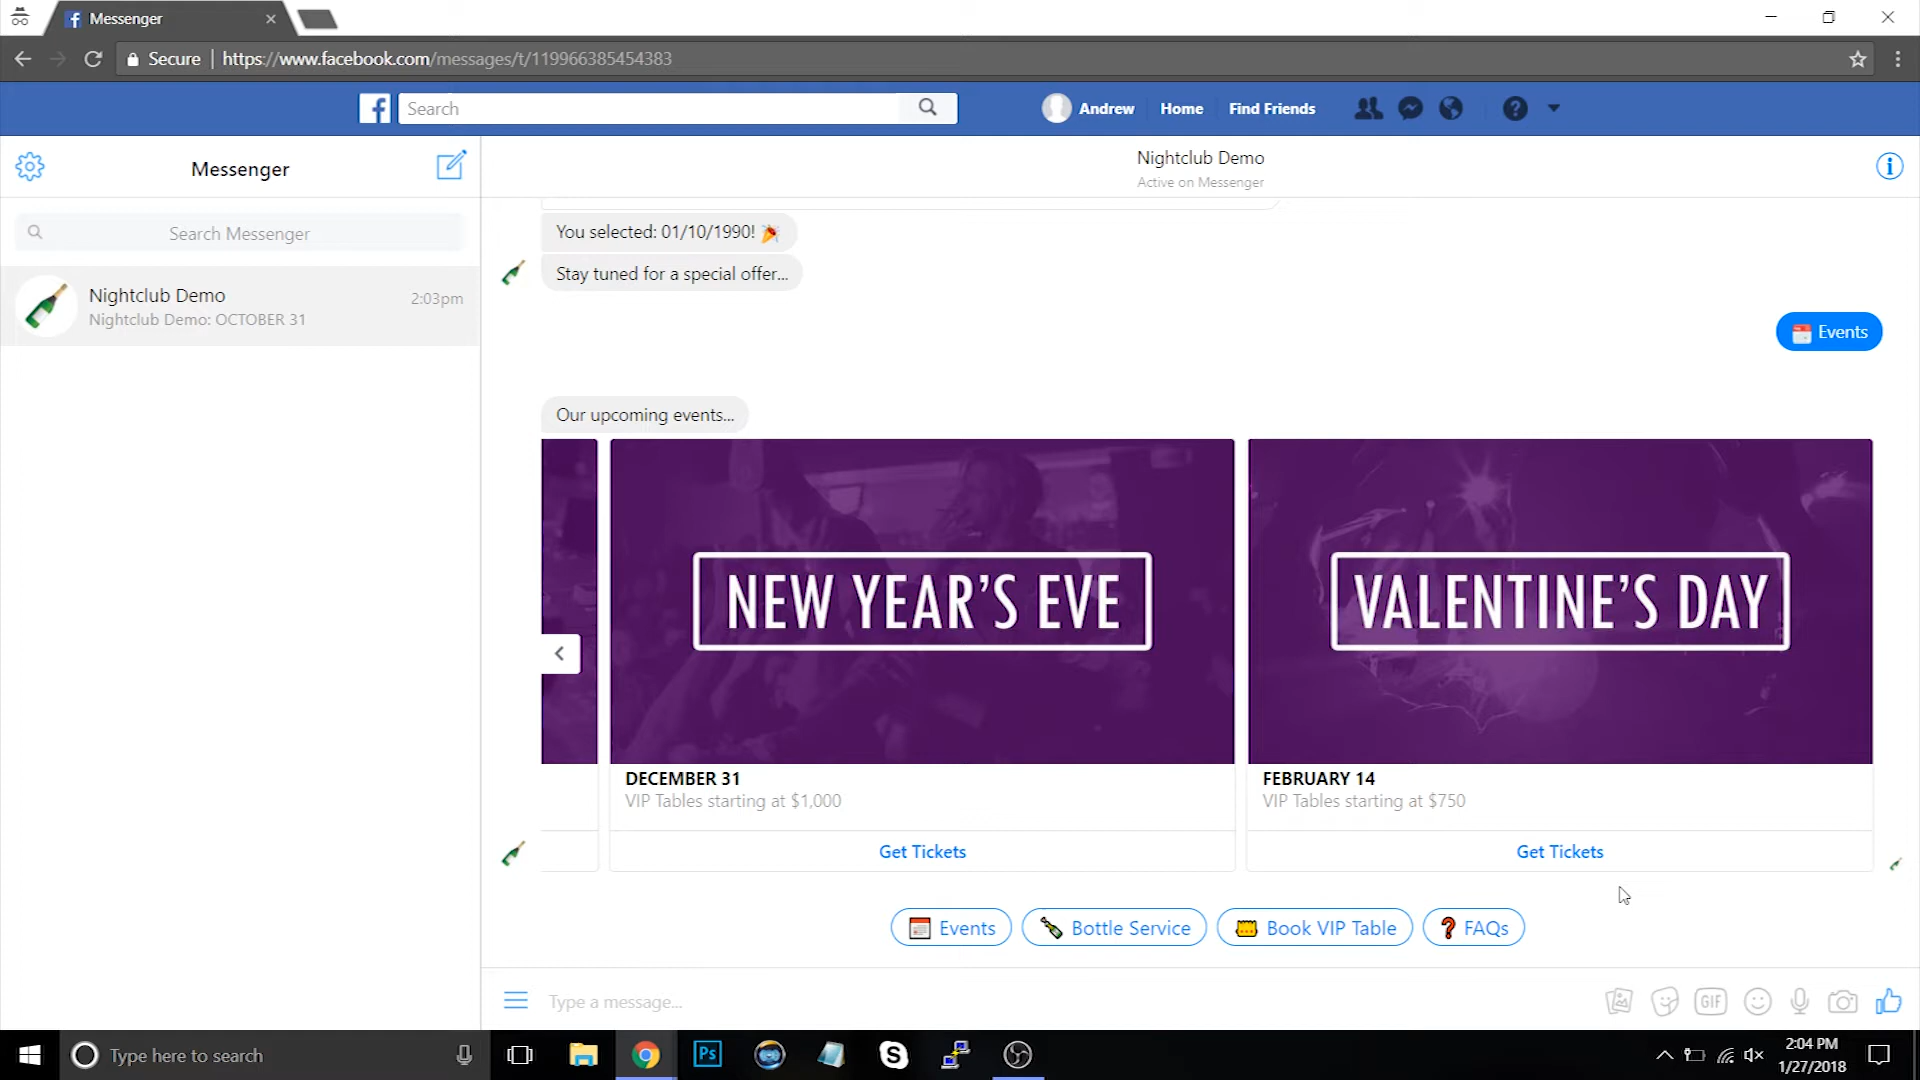 Messenger
Secure
https://www.facebook.com/messages/t/119966385454383
Search
Andrew
Home
Find Friends
Messenger
Nightclub Demo
Active on Messenger
Search Messenger
Nightclub Demo
2:03pm
Nightclub Demo: OCTOBER 31
You selected: 01/10/1990!
Stay tuned for a special offer...
Events
Our upcoming events...
NEW YEAR'S EVE
VALENTINE'S DAY
DECEMBER 31
VIP Tables starting at $1,000
Get Tickets
FEBRUARY 14
VIP Tables starting at $750
Get Tickets
Events
Bottle Service
Book VIP Table
FAQs
Type a message...
GIF
Type here to search
Ps
2:04 PM
1/27/2018